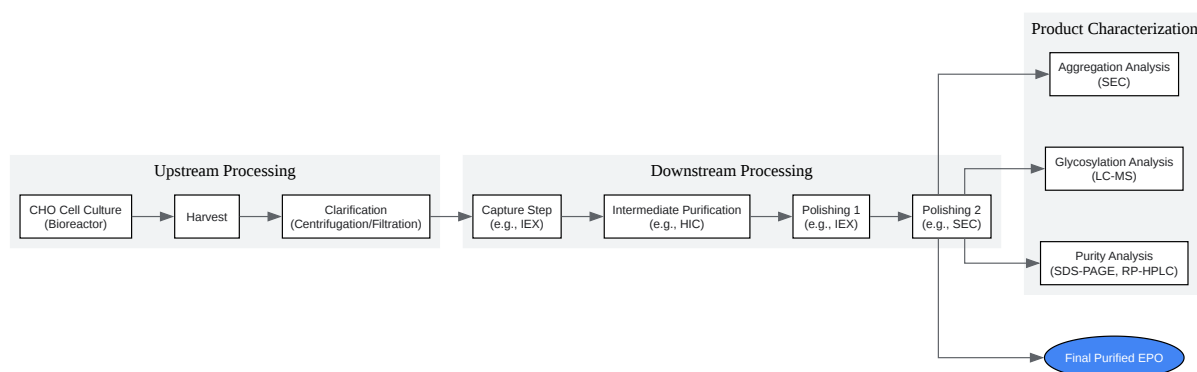 Product Characterization
Aggregation Analysis
(SEC)
Glycosylation Analysis
(LC-MS)
Upstream Processing
Downstream Processing
CHO Cell Culture
(Bioreactor)
Harvest
Clarification
(Centrifugation/Filtration)
Capture Step
(e.g., IEX)
Intermediate Purification
(e.g., HIC)
Polishing 1
(e.g., IEX)
Polishing 2
(e.g., SEC)
Purity Analysis
(SDS-PAGE, RP-HPLC)
Final Purified EPO